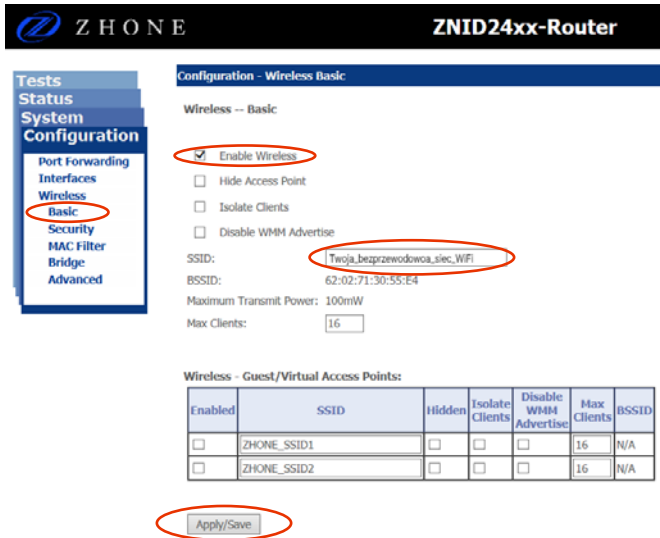 ZHONE
ZNID24xx-Router
Tests
Status
System
Configuration
Port Forwarding
Interfaces
Wireless
Basic
Security
MAC Filter
Bridge
Advanced
Configuration - Wireless Basic
Wireless -- Basic
Enable Wireless
Hide Access Point
Isolate Clients
Disable WMM Advertise
SSID: Twoja_bezprzewodowoa_siec_WiFi
BSSID: 62:02:71:30:55:E4
Maximum Transmit Power: 100mW
Max Clients: 16
Wireless - Guest/Virtual Access Points:
Enabled SSID Hidden Isolate Clients Disable WMM Advertise Max Clients BSSID
ZHONE_SSID1 16 N/A
ZHONE_SSID2 16 N/A
Apply/Save